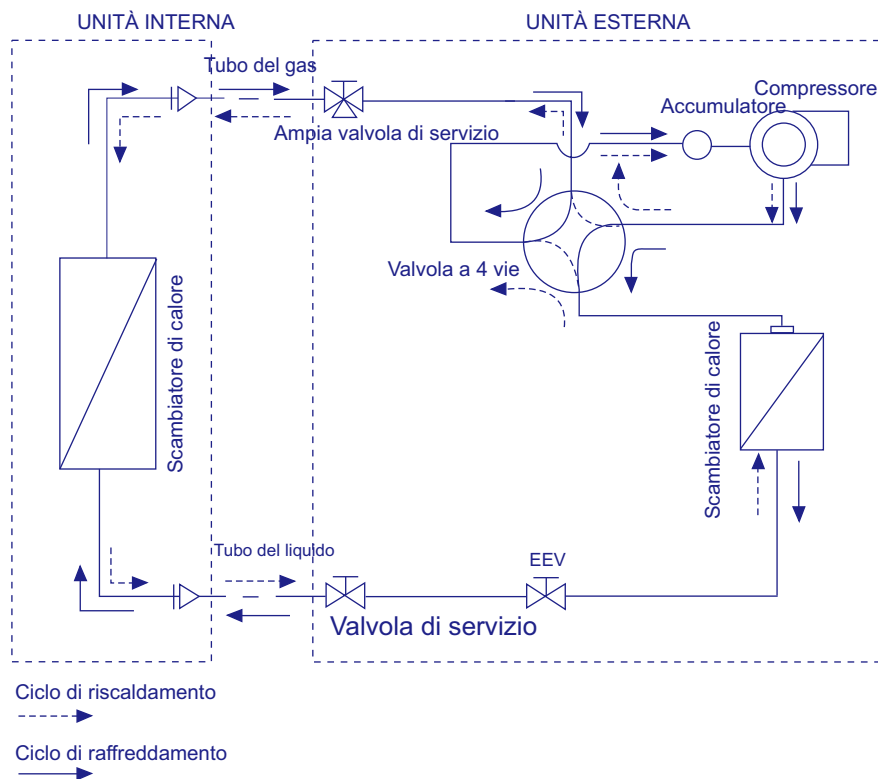 UNITÀ INTERNA
UNITÀ ESTERNA
Tubo del gas
Ampia valvola di servizio
Compressore
Accumulatore
Valvola a 4 vie
Scambiatore di calore
Scambiatore di calore
Tubo del liquido
EEV
Valvola di servizio
Ciclo di riscaldamento
Ciclo di raffreddamento